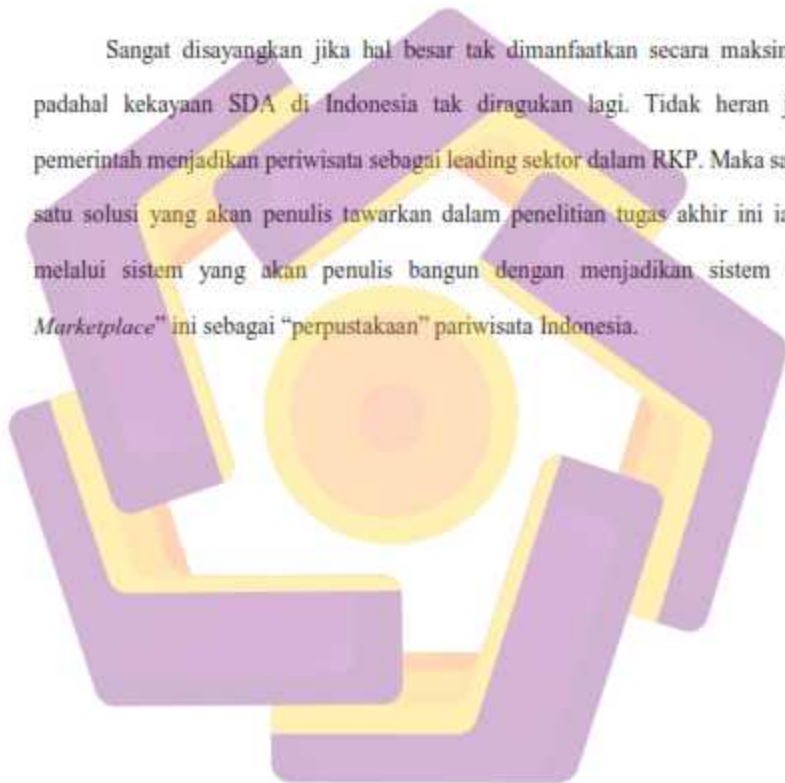 Sangat disayangkan jika hal besar tak dimanfaatkan secara maksim
padahal kekayaan SDA di Indonesia tak diragukan lagi. Tidak heran j
pemerintah menjadikan periwisata sebagai leading sektor dalam RKP. Maka sa
satu solusi yang akan penulis tawarkan dalam penelitian tugas akhir ini ia
melalui sistem yang akan penulis bangun dengan menjadikan sistem
Marketplace” ini sebagai “perpustakaan” pariwisata Indonesia.